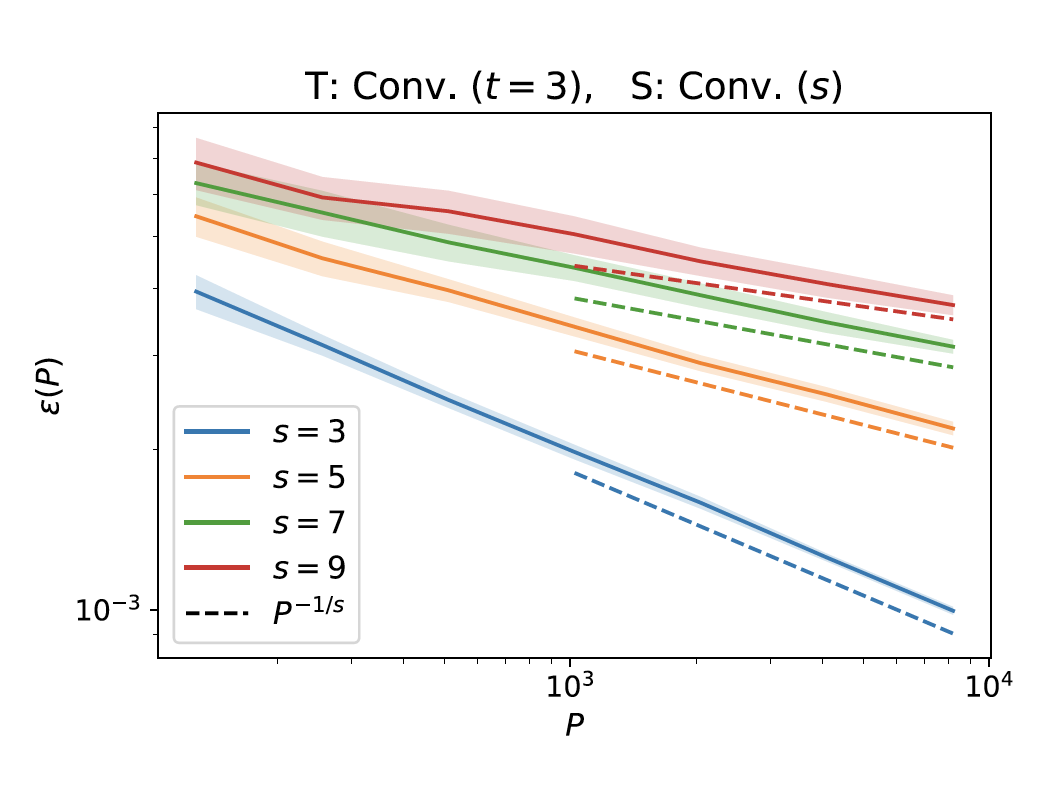 T: Conv. (t = 3), S: Conv. (s)
ε(P)
10⁻³
s = 3
s = 5
s = 7
s = 9
P^{-1/s}
10³
10⁴
P